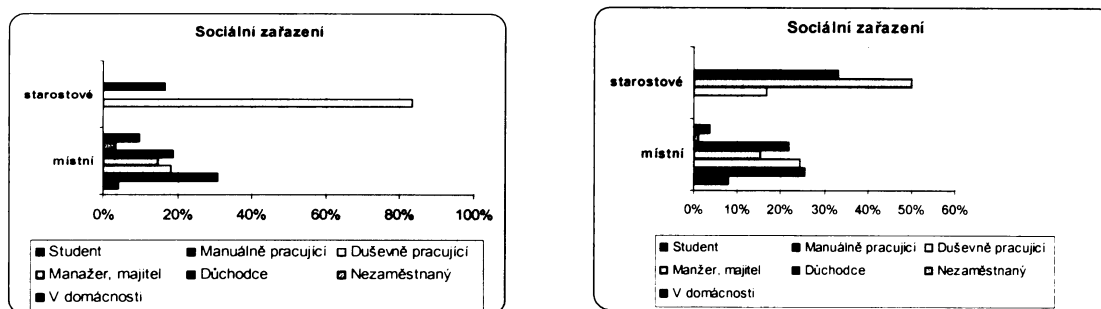 Sociální zařazení
starostové
místní
0% 20% 40% 60% 80% 100%
Student Manuálně pracující Duševně pracující
Manažer, majitel Důchodce Nezaměstnaný
V domácnosti
Sociální zařazení
starostové
místní
0% 10% 20% 30% 40% 50% 60%
Student Manuálně pracující Duševně pracující
Manžer, majitel Důchodce Nezaměstnaný
V domácnosti